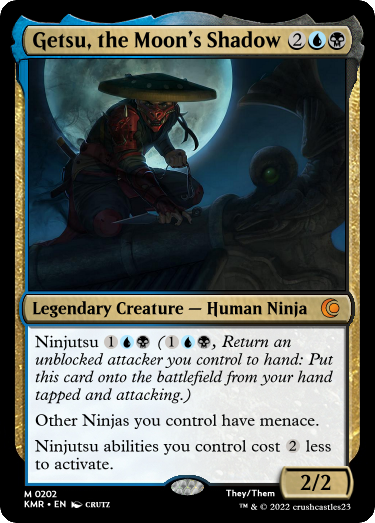 Getsu, the Moon's Shadow 2
Legendary Creature — Human Ninja
Ninjutsu 1 (1, Return an
unblocked attacker you control to hand: Put
this card onto the battlefield from your hand
tapped and attacking.)
Other Ninjas you control have menace.
Ninjutsu abilities you control cost 2 less
to activate.
2/2
M 0202
KMR • EN CRUTZ
They/Them
™ & © 2022 crushcastles23